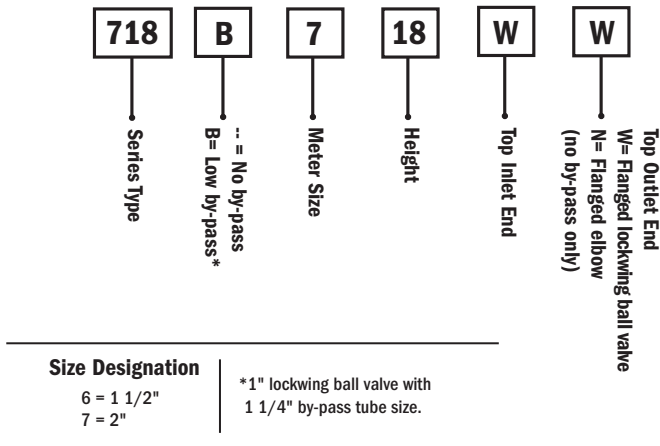 718 B 7 18 W W
Series Type
-- = No by-pass
B= Low by-pass*
Meter Size
Height
Top Inlet End
Top Outlet End
W= Flanged lockwing ball valve
N= Flanged elbow
(no by-pass only)
Size Designation
6 = 1 1/2"
7 = 2"
*1" lockwing ball valve with
1 1/4" by-pass tube size.